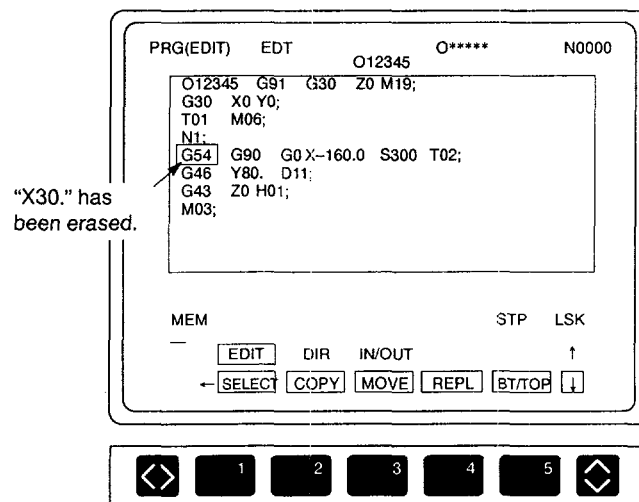 PRG(EDIT) EDT O***** N0000
O12345
O12345 G91 G30 Z0 M19;
G30 X0 Y0;
T01 M06;
N1;
G54 G90 G0 X–160.0 S300 T02;
G46 Y80. D11;
G43 Z0 H01;
M03;
“X30.” has
been erased.
MEM STP LSK
EDIT DIR IN/OUT ↑
← SELECT COPY MOVE REPL BT/TOP ↓
1 2 3 4 5